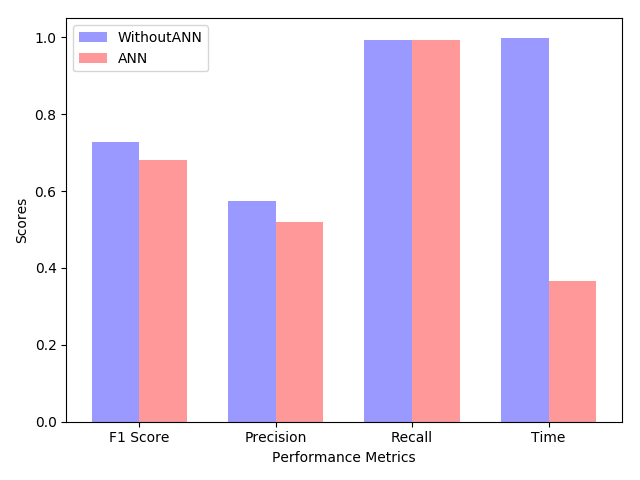 WithoutANN
ANN
1.0
0.8
0.6
0.4
0.2
0.0
Scores
F1 Score Precision Recall Time
Performance Metrics